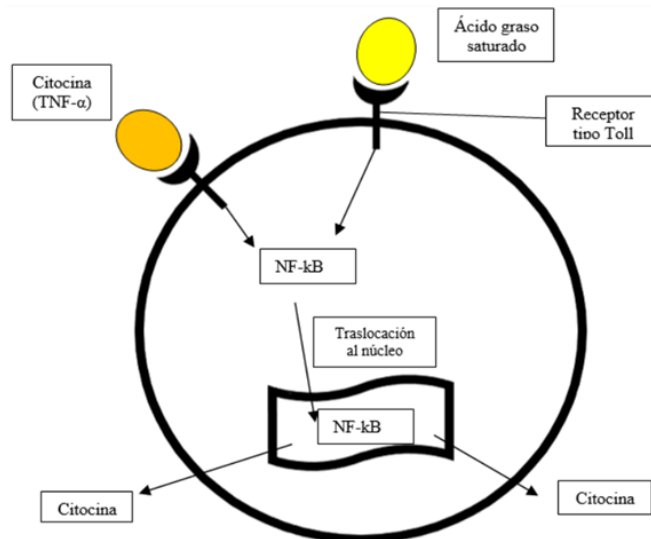 Ácido graso
saturado
Citocina
(TNF-α)
Receptor
tipo Toll
NF-kB
Traslocación
al núcleo
NF-kB
Citocina
Citocina